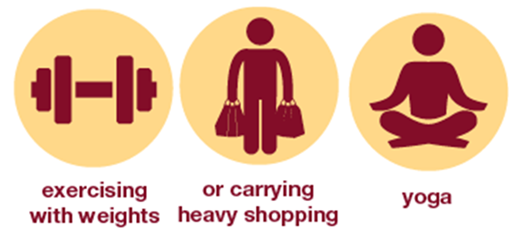 exercising
with weights
or carrying
heavy shopping
yoga